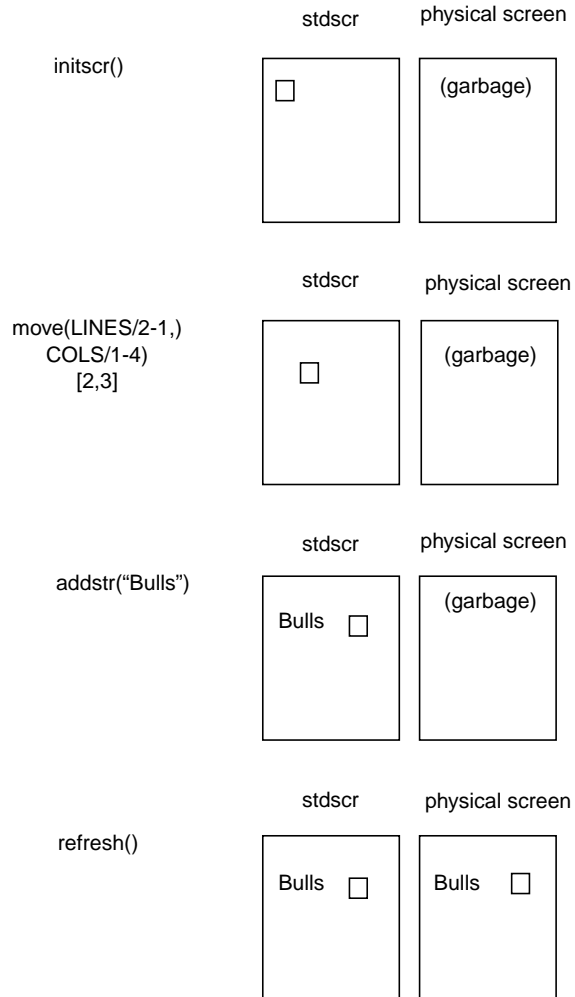 stdscr physical screen
initscr()
(garbage)
stdscr physical screen
move(LINES/2-1,)
COLS/1-4)
[2,3]
(garbage)
stdscr physical screen
addstr(“Bulls”)
(garbage)
Bulls
stdscr physical screen
refresh()
Bulls Bulls